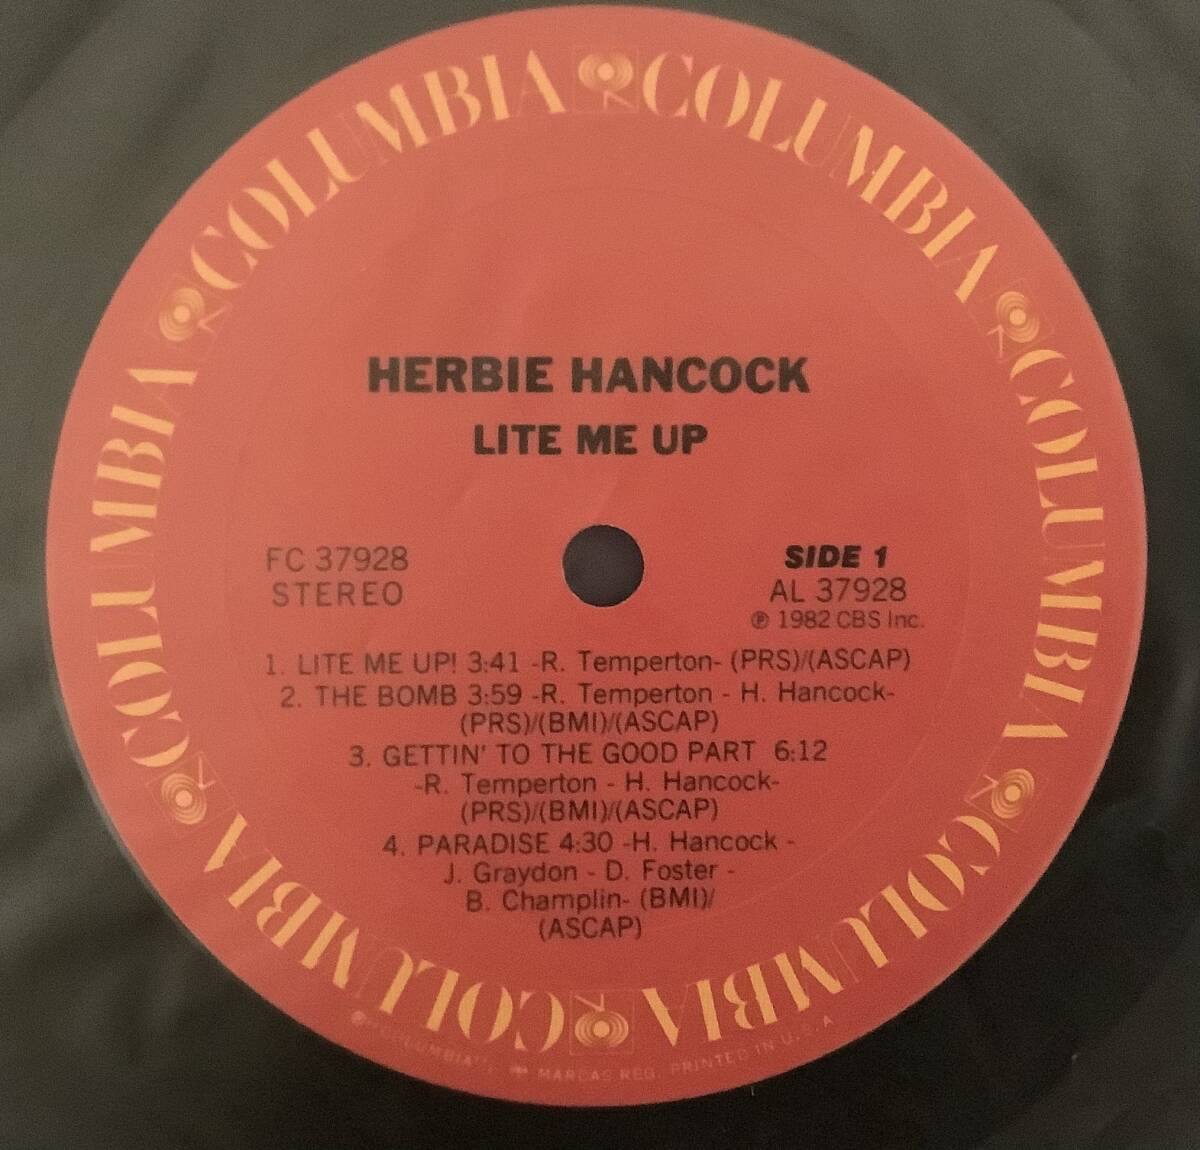 COLUMBIA COLUMBIA COLUMBIA COLUMBIA COLUMBIA COLUMBIA
HERBIE HANCOCK
LITE ME UP
FC 37928
STEREO
SIDE 1
AL 37928
℗ 1982 CBS Inc.
1. LITE ME UP! 3:41 -R. Temperton- (PRS)/(ASCAP)
2. THE BOMB 3:59 -R. Temperton - H. Hancock-
(PRS)/(BMI)/(ASCAP)
3. GETTIN' TO THE GOOD PART 6:12
-R. Temperton - H. Hancock-
(PRS)/(BMI)/(ASCAP)
4. PARADISE 4:30 -H. Hancock -
J. Graydon - D. Foster -
B. Champlin- (BMI)/
(ASCAP)
"COLUMBIA", MARCAS REG. PRINTED IN U.S.A